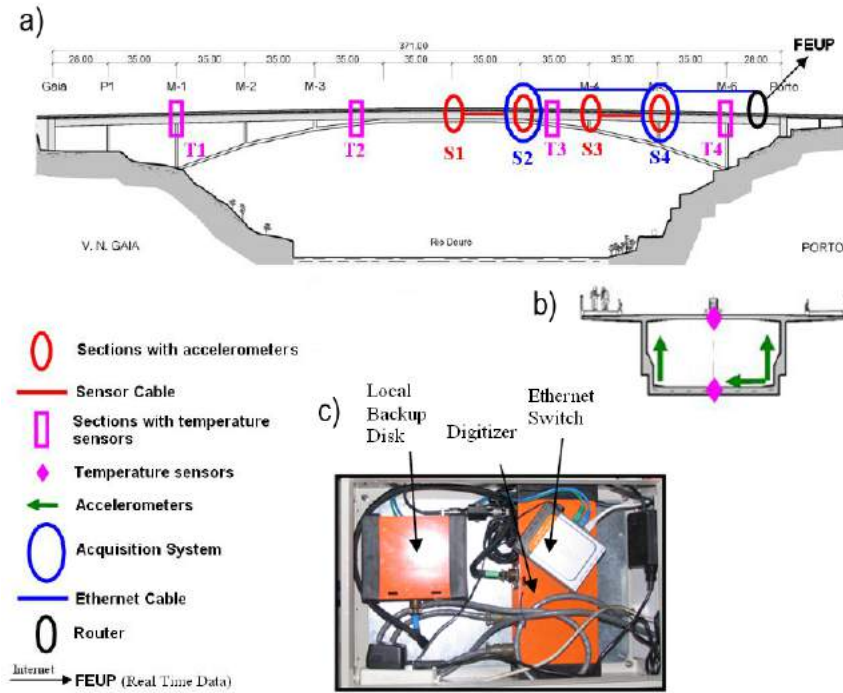 a)
371.00
28.00 35.00 35.00 35.00 35.00 35.00 35.00 35.00 35.00 35.00 28.00
FEUP
Gaia P1 M-1 M-2 M-3 M-4 M-5 M-6 Porto
T1 T2 S1 S2 T3 S3 S4 T4
V. N. GAIA Rio Douro PORTO
b)
Sections with accelerometers
Sensor Cable
Sections with temperature
sensors
Temperature sensors
Accelerometers
Acquisition System
Ethernet Cable
Router
Internet
FEUP (Real Time Data)
c)
Local
Backup
Disk
Digitizer
Ethernet
Switch